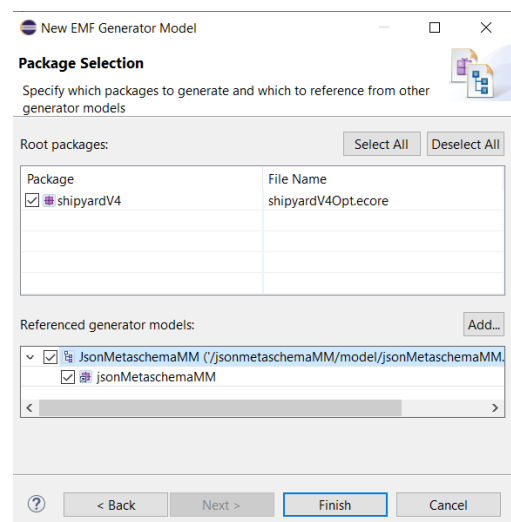 New EMF Generator Model
Package Selection
Specify which packages to generate and which to reference from other
generator models
Root packages:
Select All
Deselect All
Package
File Name
shipyardV4
shipyardV4Opt.ecore
Referenced generator models:
Add...
JsonMetaschemaMM ('/jsonmetaschemaMM/model/jsonMetaschemaMM.
jsonMetaschemaMM
< Back
Next >
Finish
Cancel